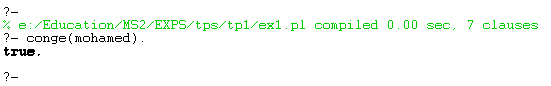 ?-
% e:/Education/MS2/EXPS/tps/tp1/ex1.pl compiled 0.00 sec, 7 clauses
?- conge(mohamed).
true.
?-